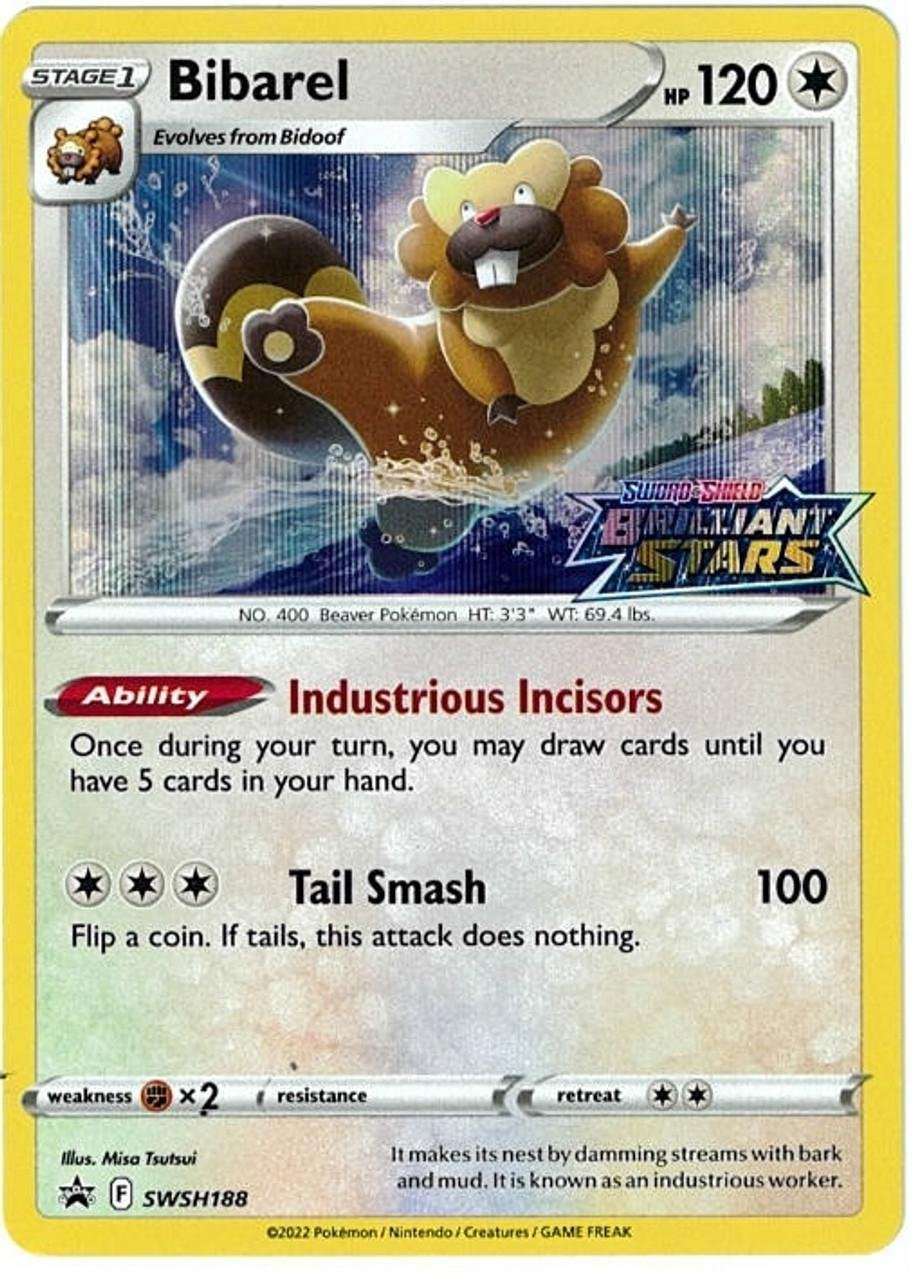 STAGE 1 Bibarel HP 120
Evolves from Bidoof
SWORD & SHIELD
BRILLIANT
STARS
NO. 400 Beaver Pokémon HT: 3'3" WT: 69.4 lbs.
Ability Industrious Incisors
Once during your turn, you may draw cards until you
have 5 cards in your hand.
Tail Smash 100
Flip a coin. If tails, this attack does nothing.
weakness ×2 resistance retreat
Illus. Misa Tsutsui
It makes its nest by damming streams with bark
and mud. It is known as an industrious worker.
F SWSH188
©2022 Pokémon / Nintendo / Creatures / GAME FREAK